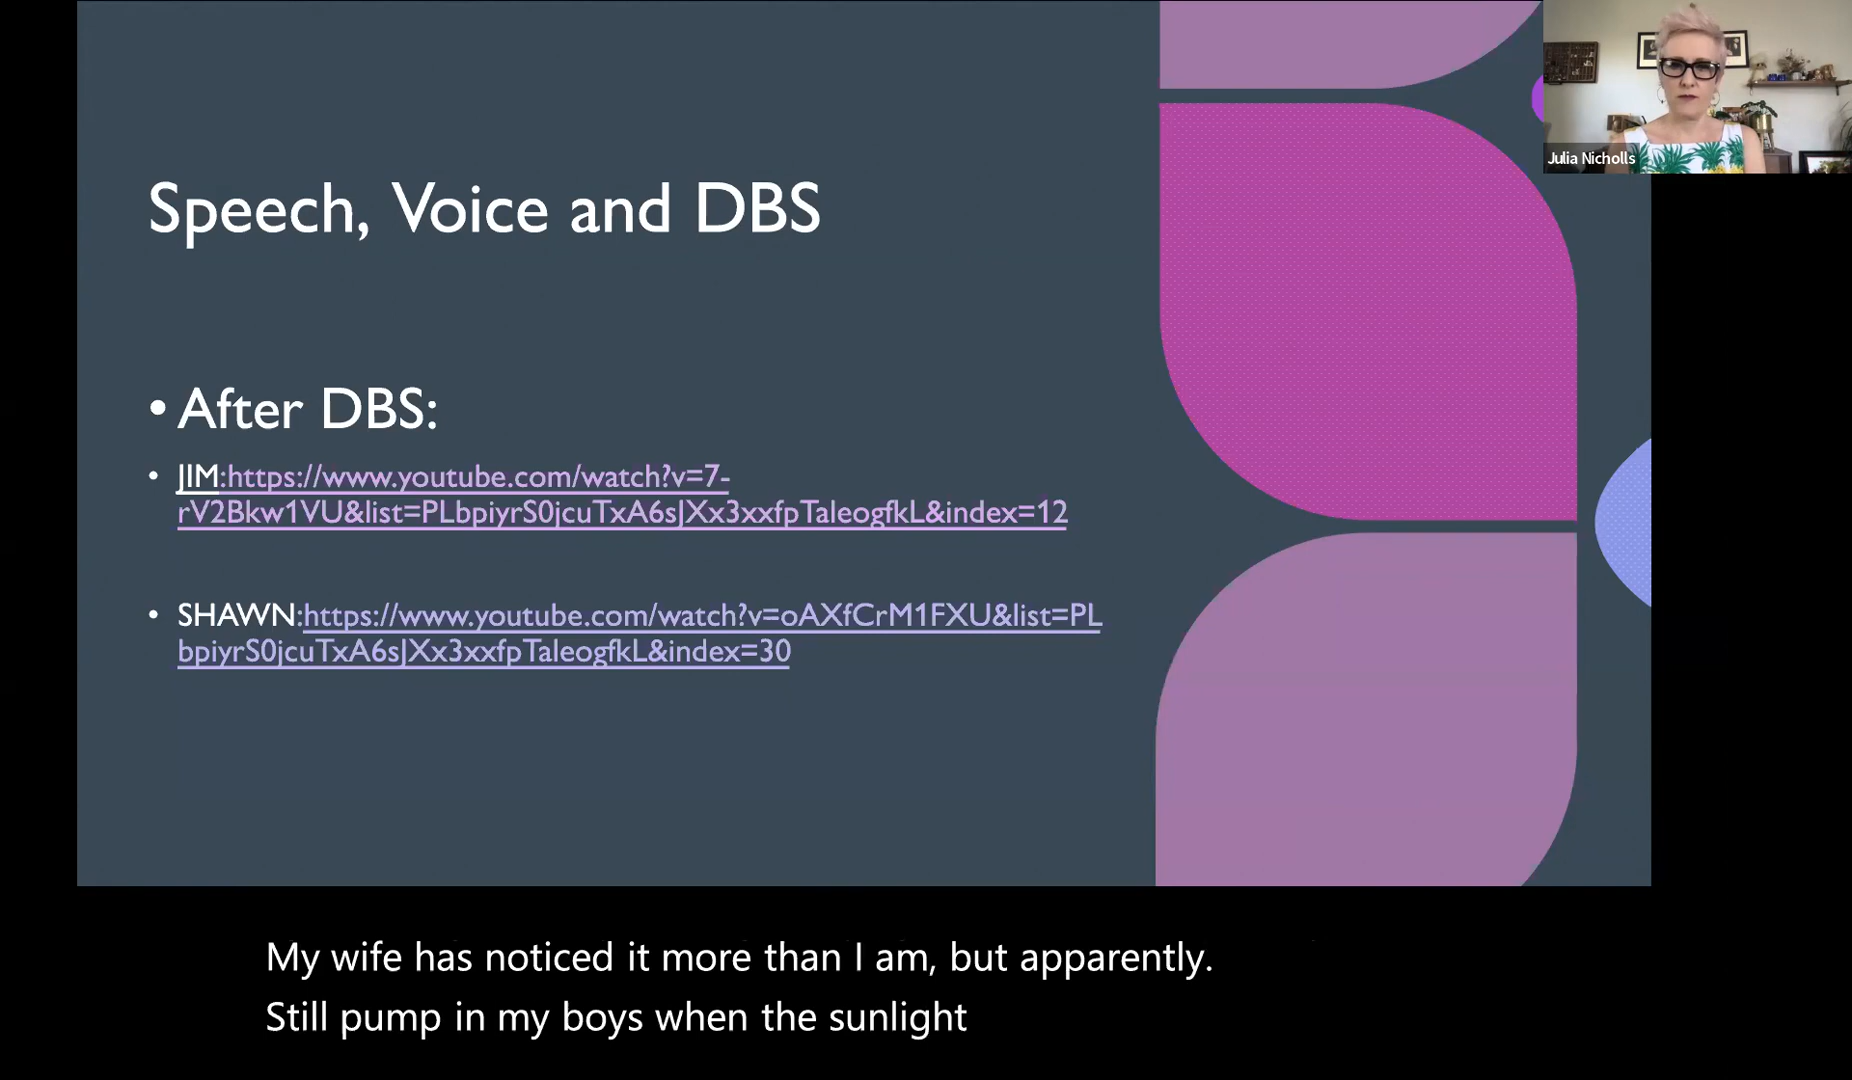 Julia Nicholls
Speech, Voice and DBS
• After DBS:
• JIM:https://www.youtube.com/watch?v=7-
rV2Bkw1VU&list=PLbpiyrS0jcuTxA6sJXx3xxfpTaleogfkL&index=12
• SHAWN:https://www.youtube.com/watch?v=oAXfCrM1FXU&list=PL
bpiyrS0jcuTxA6sJXx3xxfpTaleogfkL&index=30
My wife has noticed it more than I am, but apparently.
Still pump in my boys when the sunlight